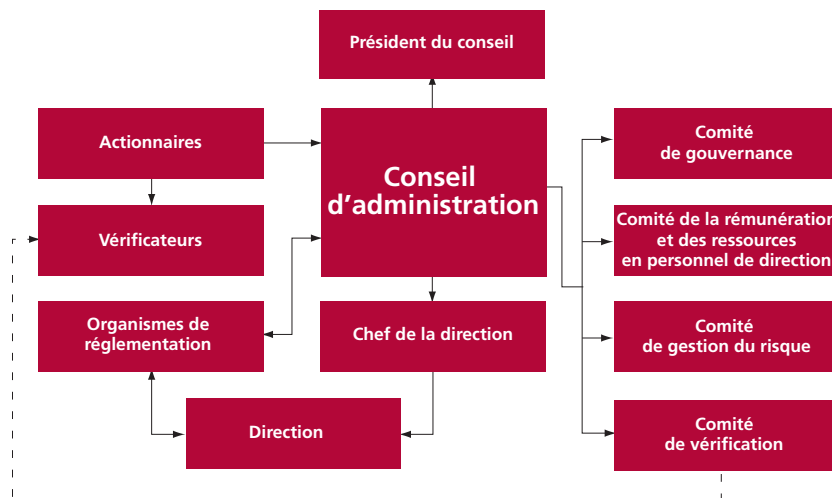 Président du conseil
Actionnaires
Conseil
d'administration
Comité
de gouvernance
Vérificateurs
Comité de la rémunération
et des ressources
en personnel de direction
Organismes de
réglementation
Chef de la direction
Comité
de gestion du risque
Direction
Comité
de vérification